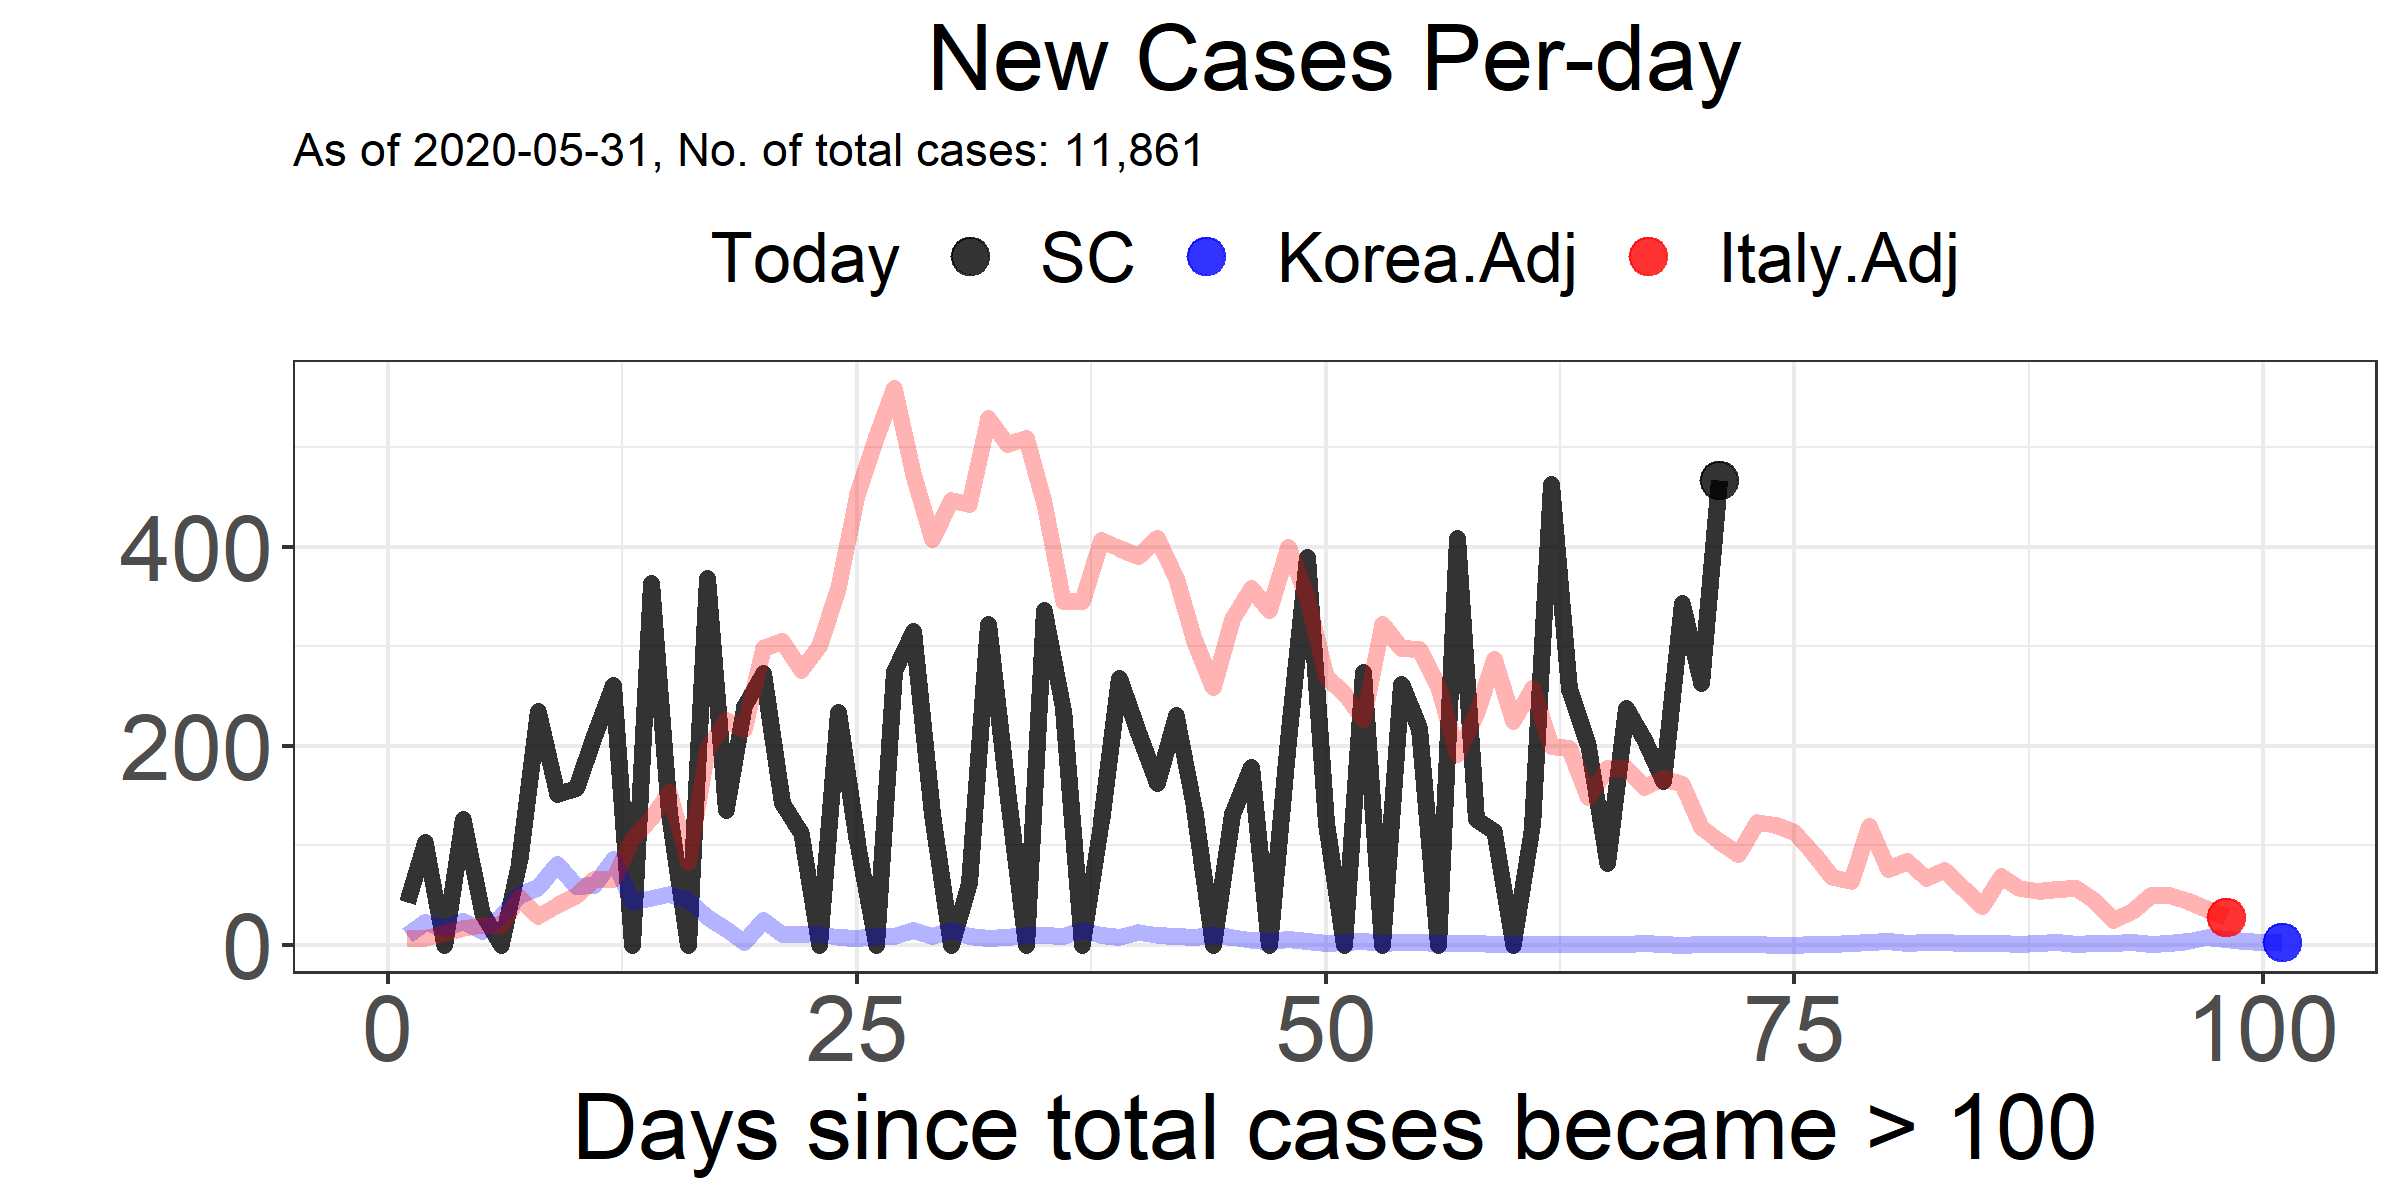 New Cases Per-day
As of 2020-05-31, No. of total cases: 11,861
Today SC Korea.Adj Italy.Adj
400
200
0
0 25 50 75 100
Days since total cases became > 100